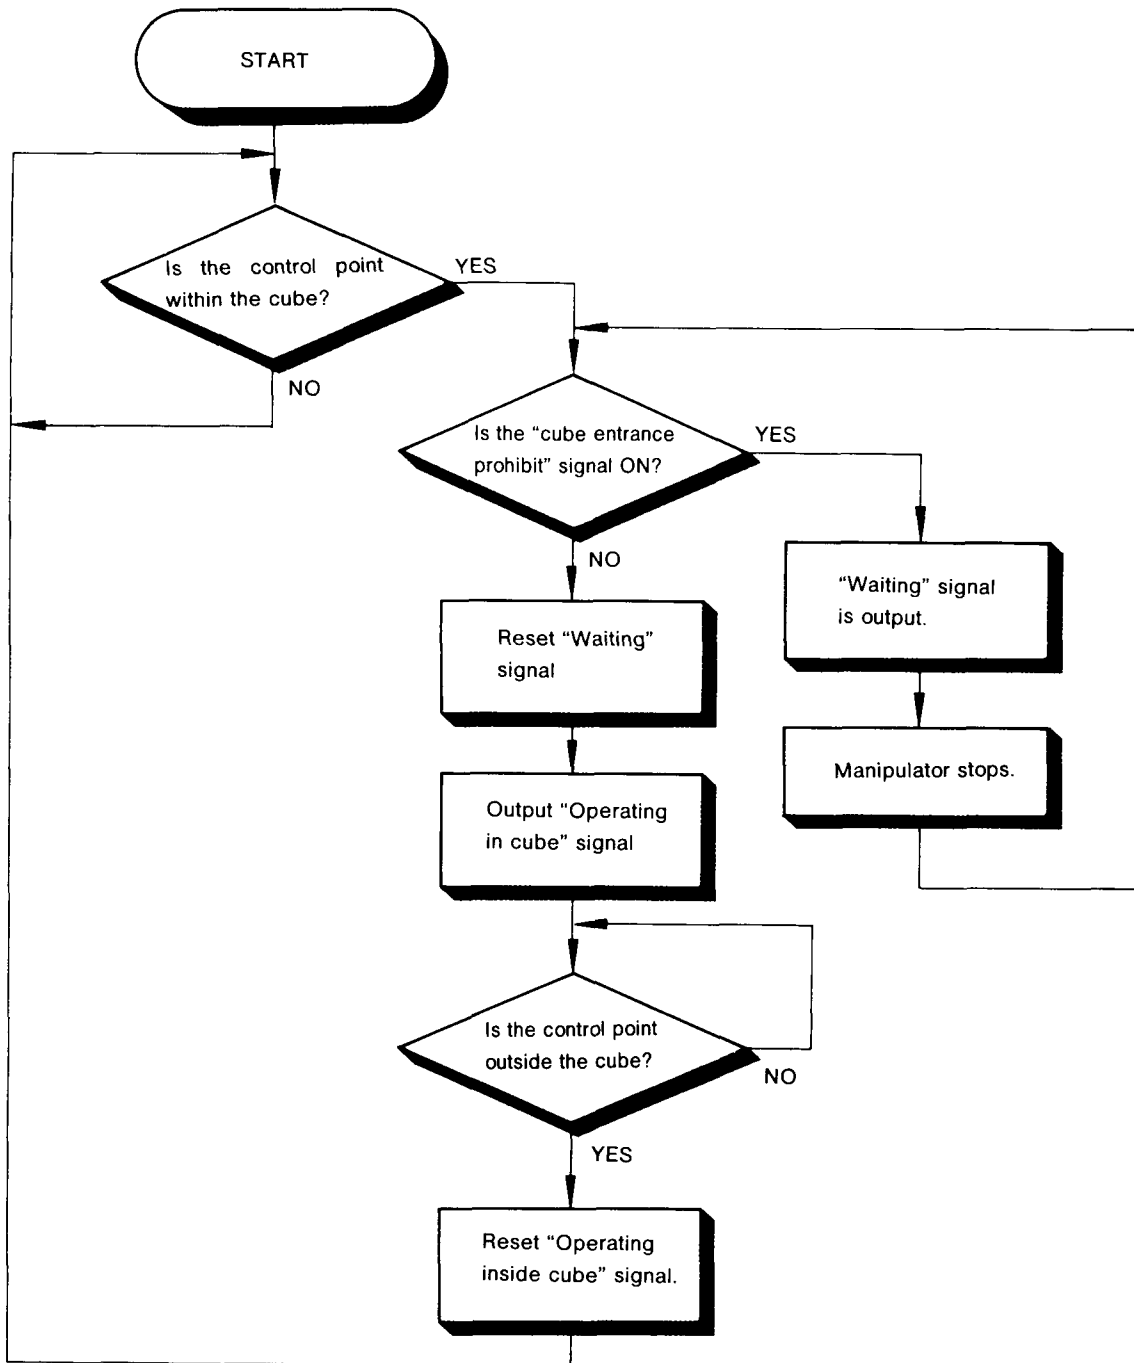 START
Is the control point
within the cube?
YES
NO
Is the “cube entrance
prohibit” signal ON?
YES
NO
“Waiting” signal
is output.
Reset “Waiting”
signal
Manipulator stops.
Output “Operating
in cube” signal
Is the control point
outside the cube?
NO
YES
Reset “Operating
inside cube” signal.